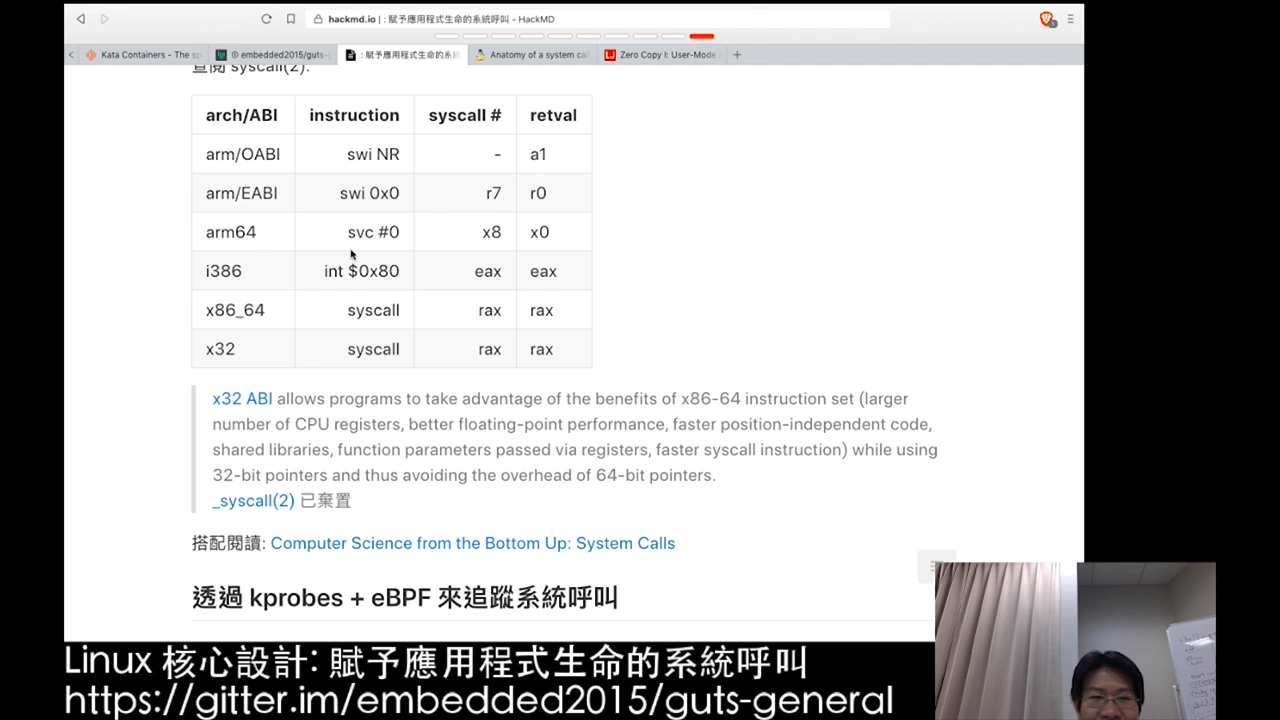 hackmd.io | : 賦予應用程式生命的系統呼叫 - HackMD
Kata Containers - The sp
® embedded2015/guts-
: 賦予應用程式生命的系統
Anatomy of a system cal
Zero Copy I: User-Mode
查閱 syscall(2):
arch/ABI instruction syscall # retval
arm/OABI swi NR - a1
arm/EABI swi 0x0 r7 r0
arm64 svc #0 x8 x0
i386 int $0x80 eax eax
x86_64 syscall rax rax
x32 syscall rax rax
x32 ABI allows programs to take advantage of the benefits of x86-64 instruction set (larger
number of CPU registers, better floating-point performance, faster position-independent code,
shared libraries, function parameters passed via registers, faster syscall instruction) while using
32-bit pointers and thus avoiding the overhead of 64-bit pointers.
_syscall(2) 已棄置
搭配閱讀: Computer Science from the Bottom Up: System Calls
透過 kprobes + eBPF 來追蹤系統呼叫
Linux 核心設計: 賦予應用程式生命的系統呼叫
https://gitter.im/embedded2015/guts-general